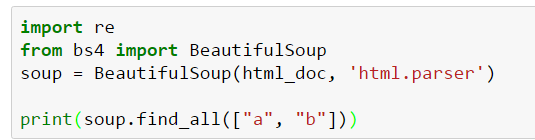 import re
from bs4 import BeautifulSoup
soup = BeautifulSoup(html_doc, 'html.parser')
print(soup.find_all(["a", "b"]))